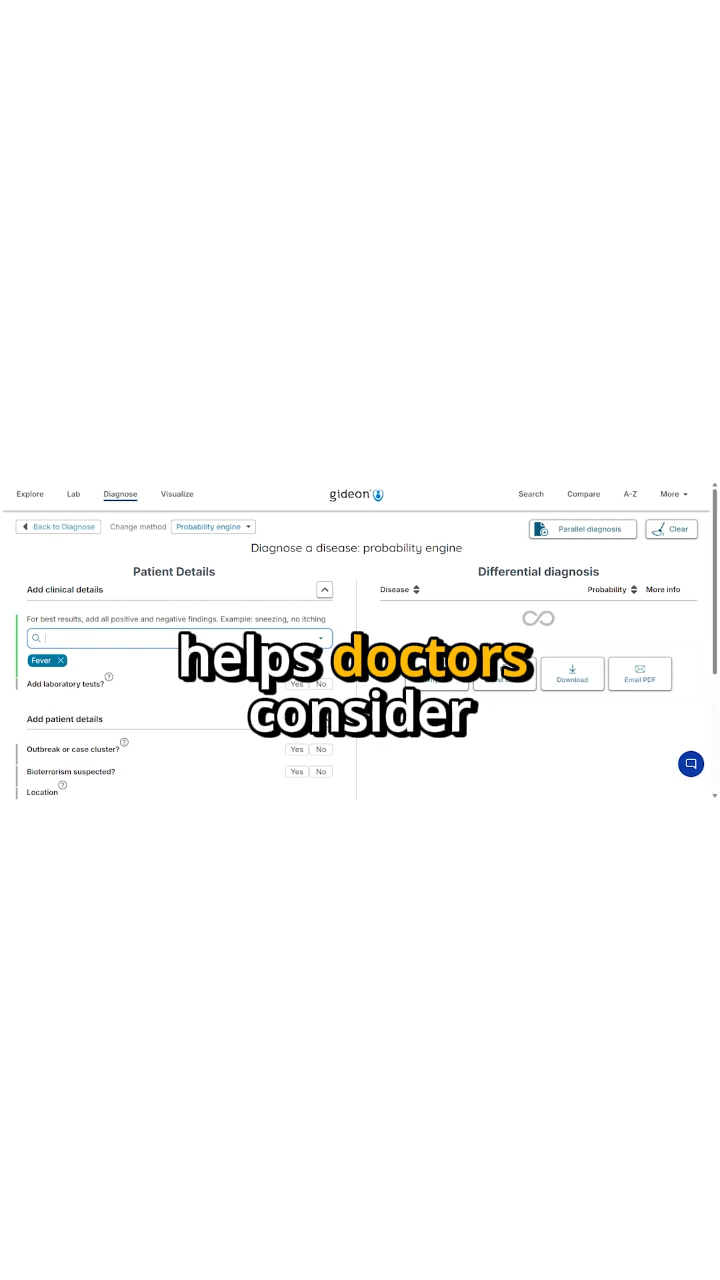 Explore Lab Diagnose Visualize gideon Search Compare A-Z More
Back to Diagnose Change method Probability engine Parallel diagnosis Clear
Diagnose a disease: probability engine
Patient Details
Add clinical details
For best results, add all positive and negative findings. Example: sneezing, no itching
Fever
Add laboratory tests? Yes No
Add patient details
Outbreak or case cluster? Yes No
Bioterrorism suspected? Yes No
Location
Differential diagnosis
Disease Probability More info
Download Email PDF
helps doctors
consider